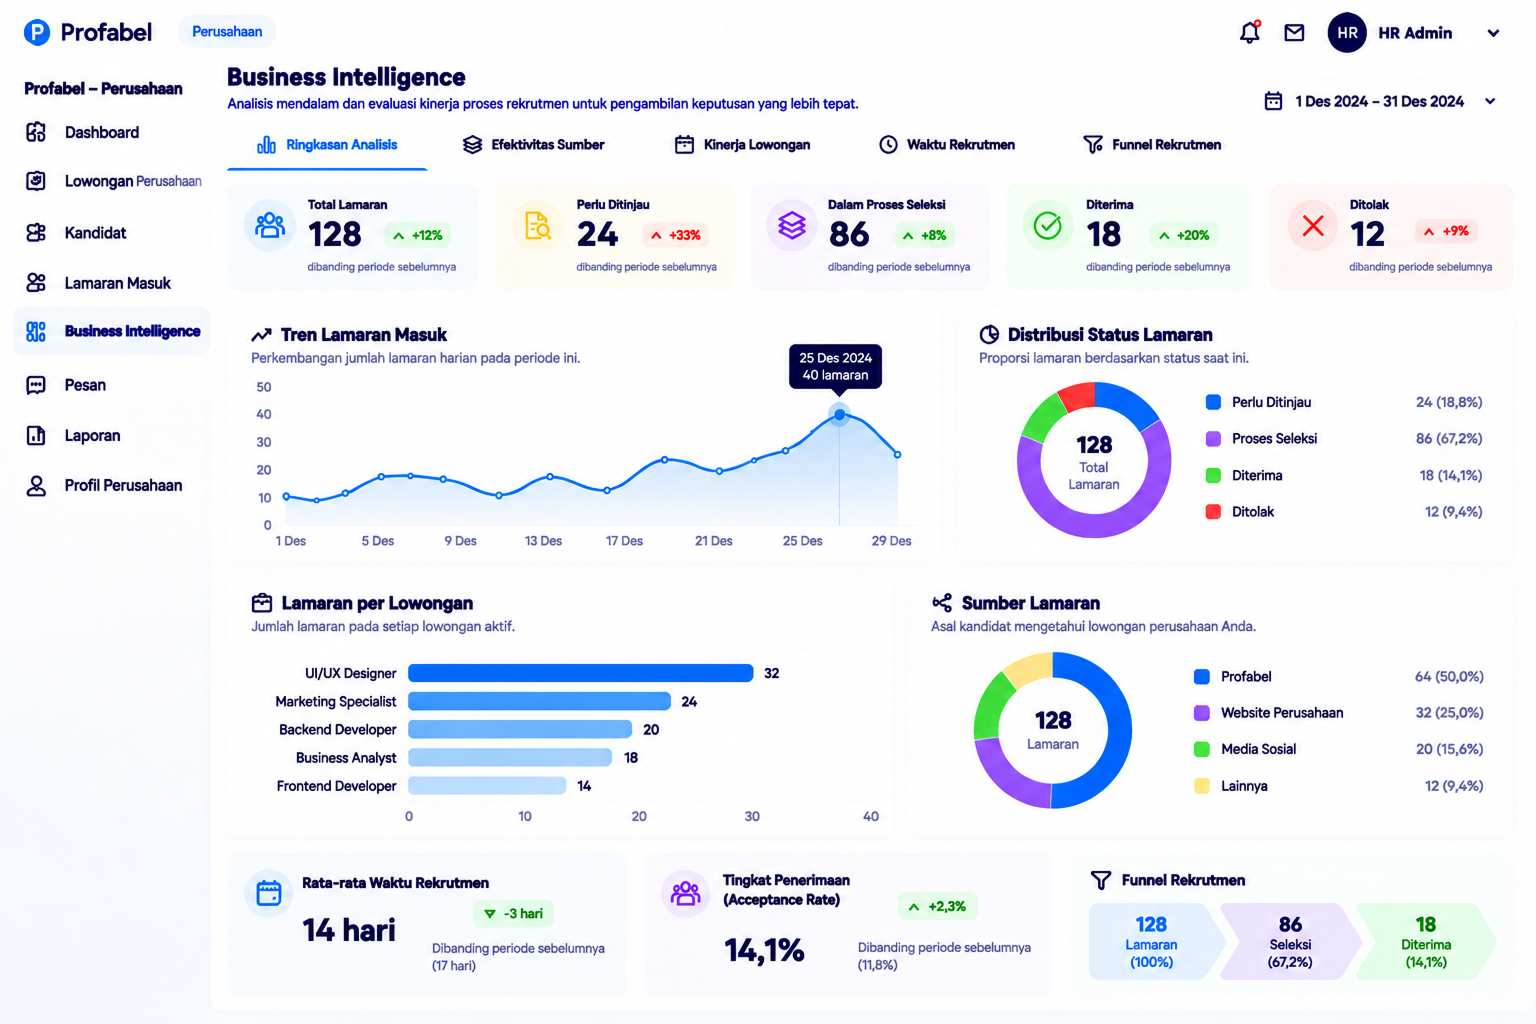 Profabel
Perusahaan
HR
HR Admin
Profabel – Perusahaan
Dashboard
Lowongan Perusahaan
Kandidat
Lamaran Masuk
Business Intelligence
Pesan
Laporan
Profil Perusahaan
Business Intelligence
Analisis mendalam dan evaluasi kinerja proses rekrutmen untuk pengambilan keputusan yang lebih tepat.
1 Des 2024 – 31 Des 2024
Ringkasan Analisis
Efektivitas Sumber
Kinerja Lowongan
Waktu Rekrutmen
Funnel Rekrutmen
Total Lamaran
128
+12%
dibanding periode sebelumnya
Perlu Ditinjau
24
+33%
dibanding periode sebelumnya
Dalam Proses Seleksi
86
+8%
dibanding periode sebelumnya
Diterima
18
+20%
dibanding periode sebelumnya
Ditolak
12
+9%
dibanding periode sebelumnya
Tren Lamaran Masuk
Perkembangan jumlah lamaran harian pada periode ini.
25 Des 2024
40 lamaran
50
40
30
20
10
0
1 Des
5 Des
9 Des
13 Des
17 Des
21 Des
25 Des
29 Des
Distribusi Status Lamaran
Proporsi lamaran berdasarkan status saat ini.
128
Total
Lamaran
Perlu Ditinjau 24 (18,8%)
Proses Seleksi 86 (67,2%)
Diterima 18 (14,1%)
Ditolak 12 (9,4%)
Lamaran per Lowongan
Jumlah lamaran pada setiap lowongan aktif.
UI/UX Designer 32
Marketing Specialist 24
Backend Developer 20
Business Analyst 18
Frontend Developer 14
0 10 20 30 40
Sumber Lamaran
Asal kandidat mengetahui lowongan perusahaan Anda.
128
Lamaran
Profabel 64 (50,0%)
Website Perusahaan 32 (25,0%)
Media Sosial 20 (15,6%)
Lainnya 12 (9,4%)
Rata-rata Waktu Rekrutmen
14 hari
-3 hari
Dibanding periode sebelumnya
(17 hari)
Tingkat Penerimaan
(Acceptance Rate)
14,1%
+2,3%
Dibanding periode sebelumnya
(11,8%)
Funnel Rekrutmen
128
Lamaran
(100%)
86
Seleksi
(67,2%)
18
Diterima
(14,1%)